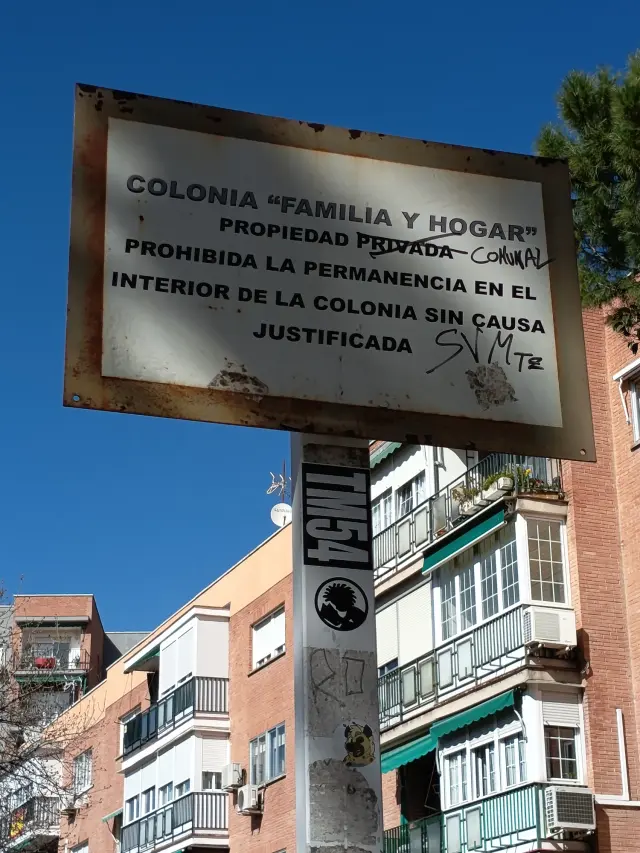 COLONIA "FAMILIA Y HOGAR"
PROPIEDAD PRIVADA COMUNAL
PROHIBIDA LA PERMANENCIA EN EL
INTERIOR DE LA COLONIA SIN CAUSA
JUSTIFICADA
TM54